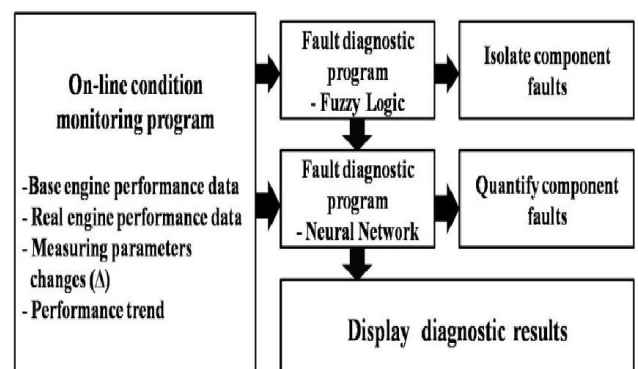 On-line condition
monitoring program
-Base engine performance data
- Real engine performance data
- Measuring parameters
changes (Δ)
- Performance trend
Fault diagnostic
program
- Fuzzy Logic
Isolate component
faults
Fault diagnostic
program
- Neural Network
Quantify component
faults
Display diagnostic results